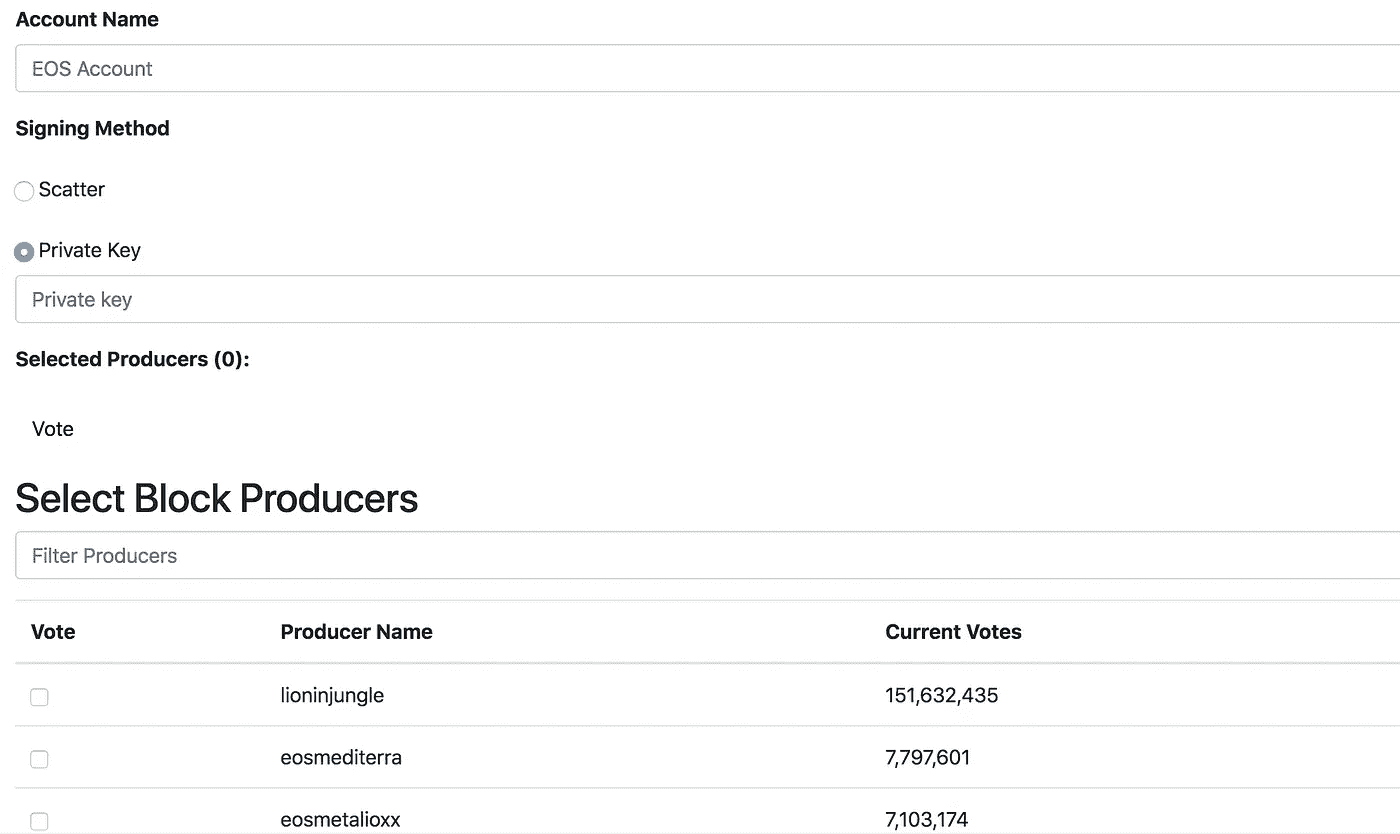 Account Name
EOS Account
Signing Method
Scatter
Private Key
Private key
Selected Producers (0):
Vote
Select Block Producers
Filter Producers
Vote Producer Name Current Votes
lioninjungle 151,632,435
eosmediterra 7,797,601
eosmetalioxx 7,103,174